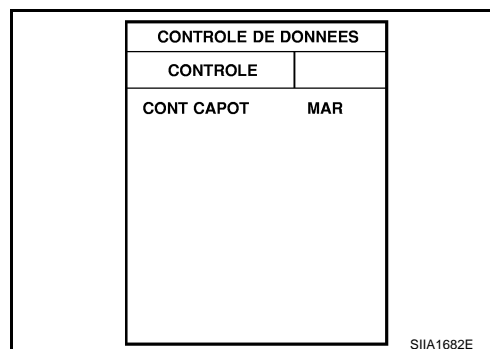 CONTROLE DE DONNEES
CONTROLE
CONT CAPOT MAR
SIIA1682E